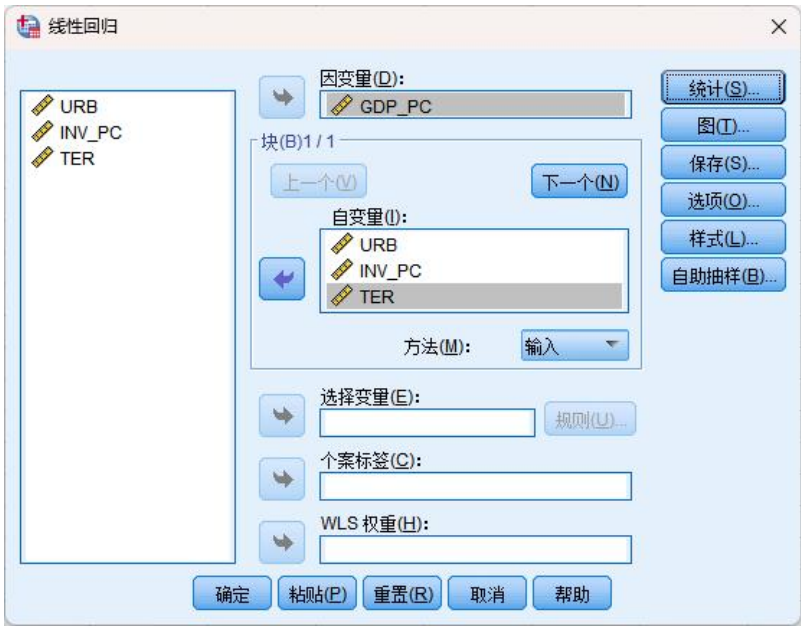 线性回归
URB
INV_PC
TER
因变量(D):
GDP_PC
块(B)1 / 1
上一个(V)
下一个(N)
自变量(I):
URB
INV_PC
TER
方法(M):
输入
选择变量(E):
规则(U)...
个案标签(C):
WLS 权重(H):
统计(S)...
图(T)...
保存(S)...
选项(O)...
样式(L)...
自助抽样(B)...
确定
粘贴(P)
重置(R)
取消
帮助